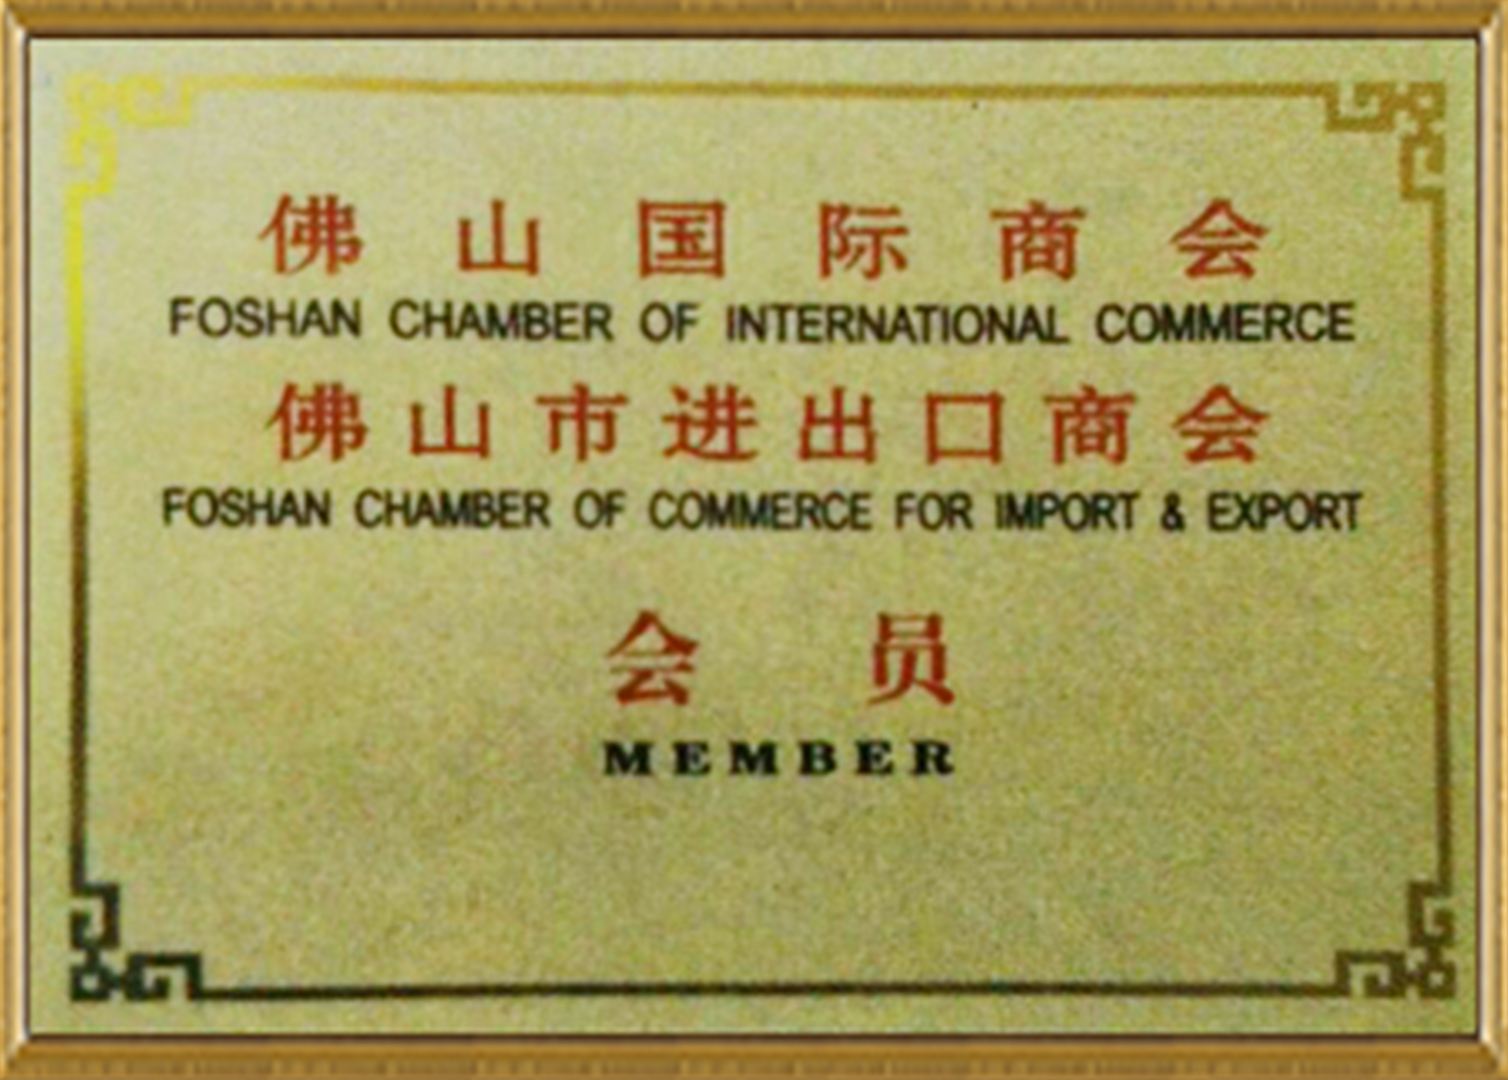 佛山国际商会
FOSHAN CHAMBER OF INTERNATIONAL COMMERCE
佛山市进出口商会
FOSHAN CHAMBER OF COMMERCE FOR IMPORT & EXPORT
会员
MEMBER